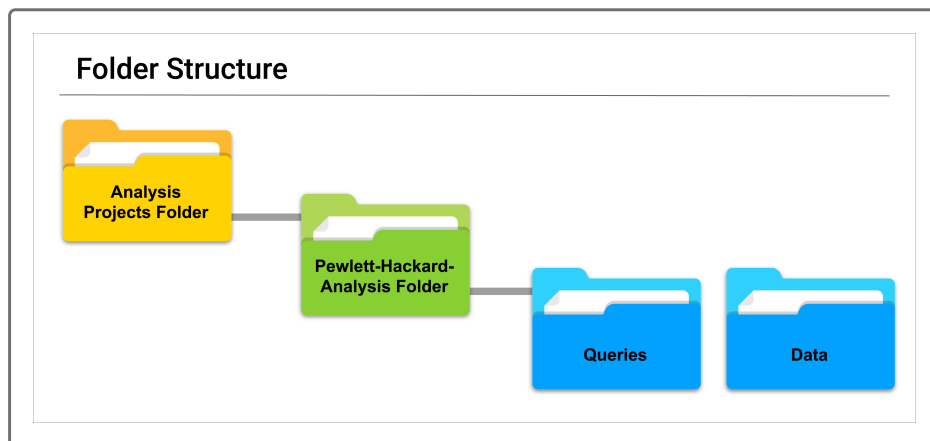 Folder Structure
Analysis
Projects Folder
Pewlett-Hackard-
Analysis Folder
Queries
Data